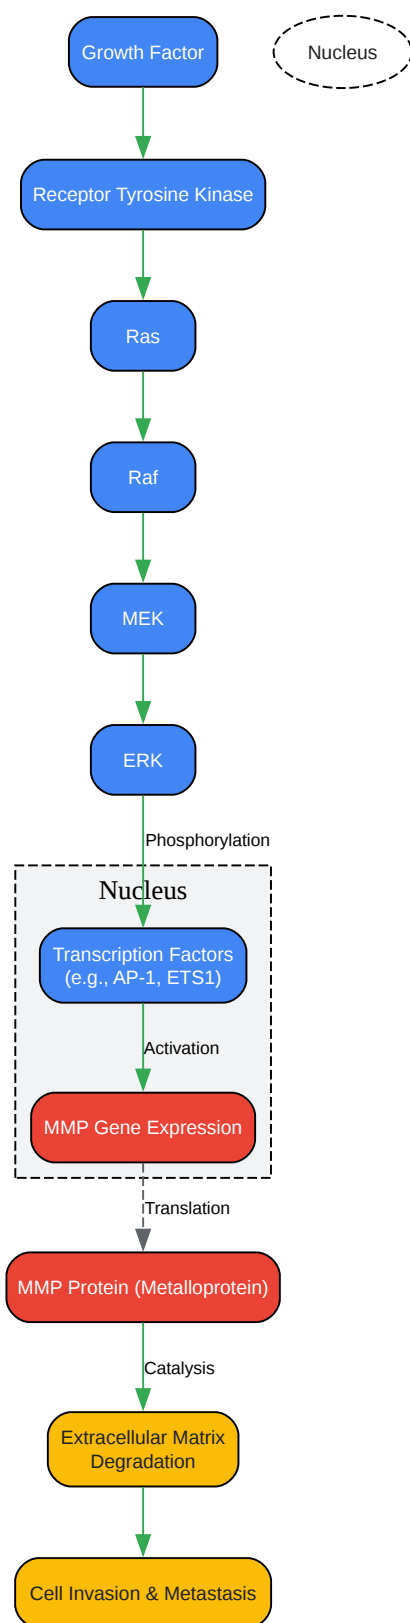 Growth Factor
Nucleus
Receptor Tyrosine Kinase
Ras
Raf
MEK
ERK
Phosphorylation
Nucleus
Transcription Factors
(e.g., AP-1, ETS1)
Activation
MMP Gene Expression
Translation
MMP Protein (Metalloprotein)
Catalysis
Extracellular Matrix
Degradation
Cell Invasion & Metastasis